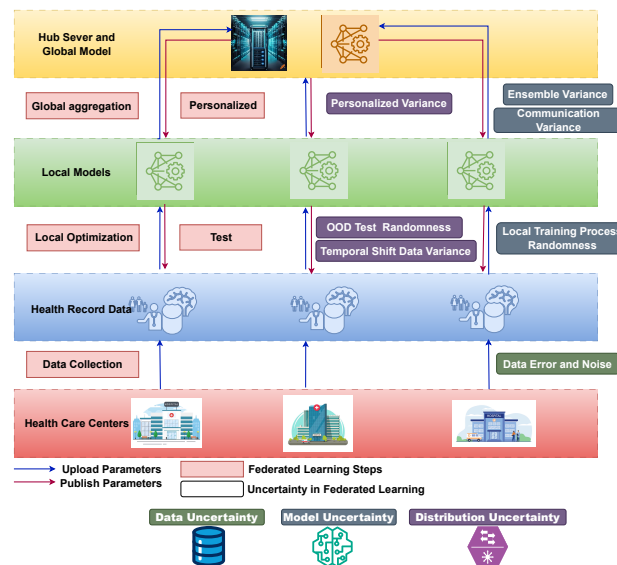 Hub Sever and
Global Model
Global aggregation
Personalized
Personalized Variance
Ensemble Variance
Communication
Variance
Local Models
Local Optimization
Test
OOD Test Randomness
Temporal Shift Data Variance
Local Training Process
Randomness
Health Record Data
Data Collection
Data Error and Noise
Health Care Centers
Upload Parameters
Publish Parameters
Federated Learning Steps
Uncertainty in Federated Learning
Data Uncertainty
Model Uncertainty
Distribution Uncertainty